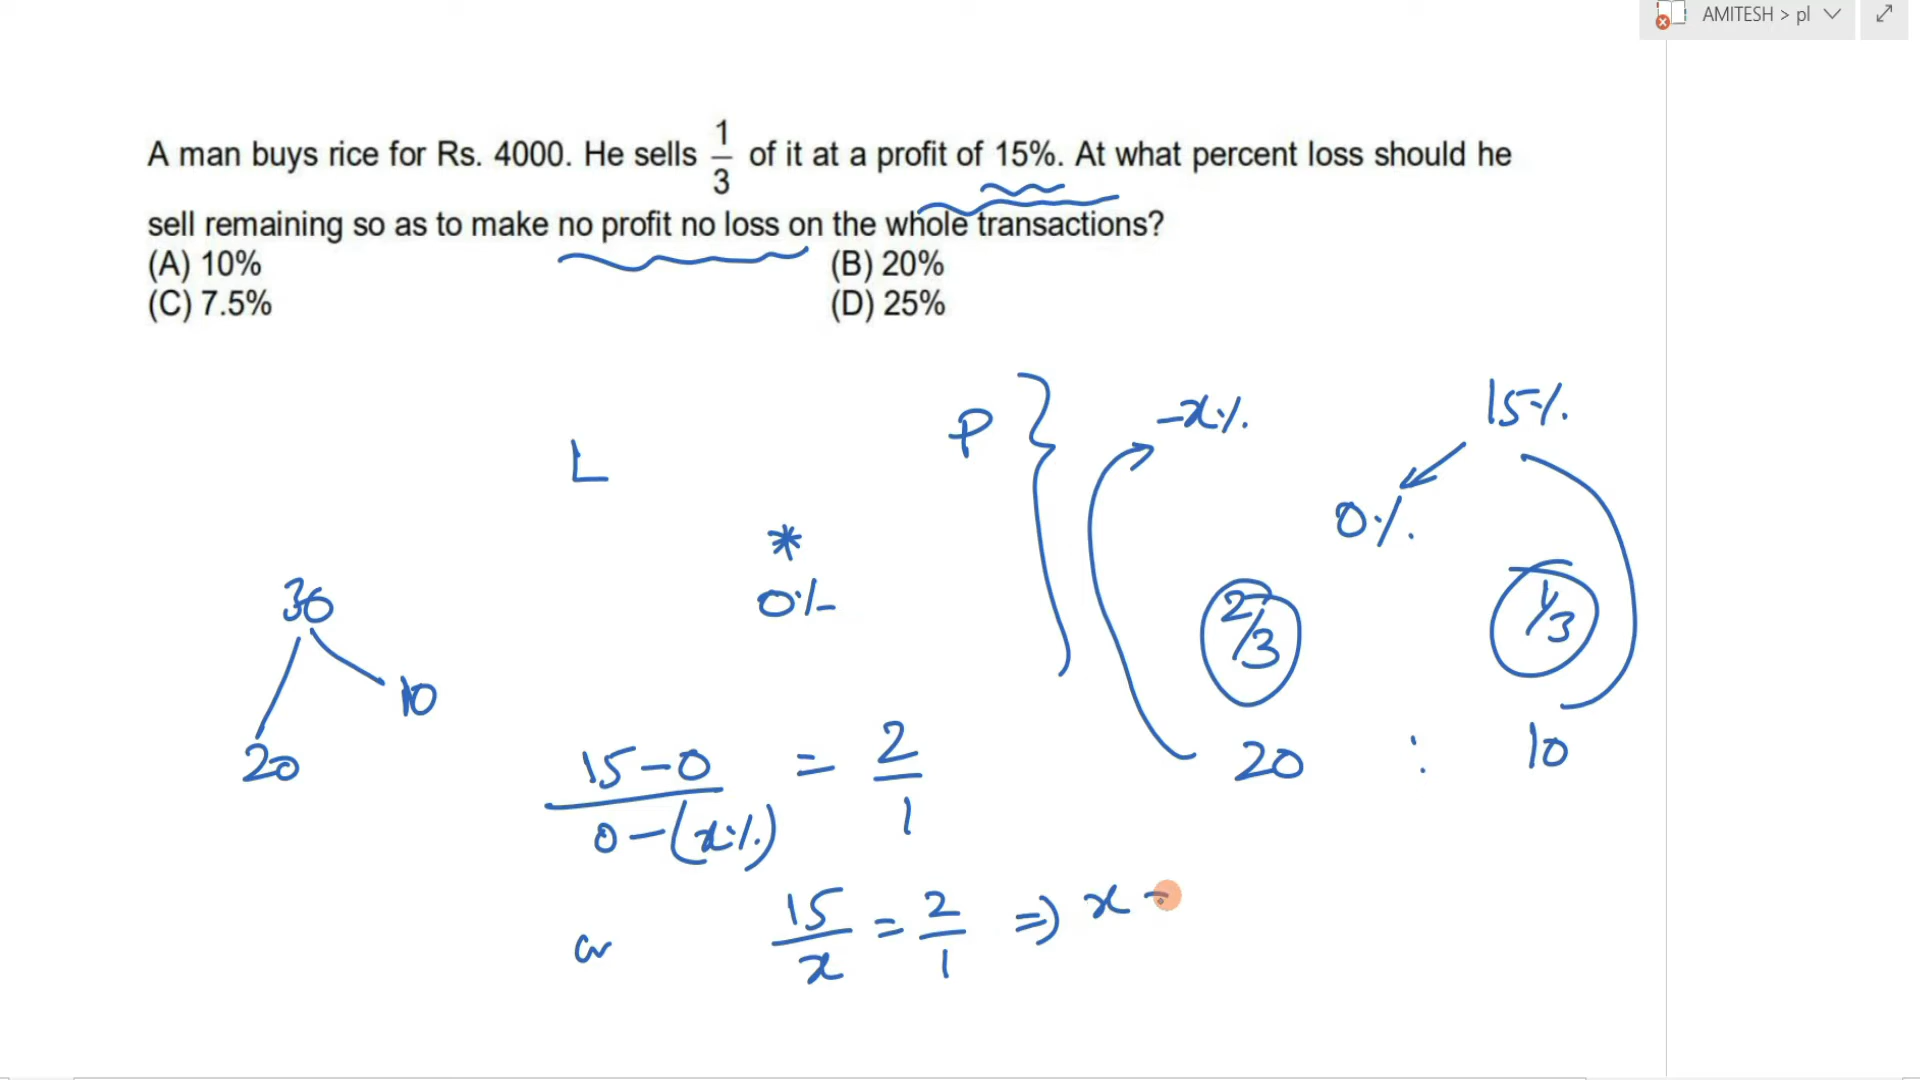 AMITESH > pl
A man buys rice for Rs. 4000. He sells 1/3 of it at a profit of 15%. At what percent loss should he
sell remaining so as to make no profit no loss on the whole transactions?
(A) 10% (B) 20%
(C) 7.5% (D) 25%
L P } -x% 15%
*
0% 0%
30
20 10
2/3 1/3
20 : 10
(15-0)/(0-(x%)) = 2/1
or 15/x = 2/1 => x =